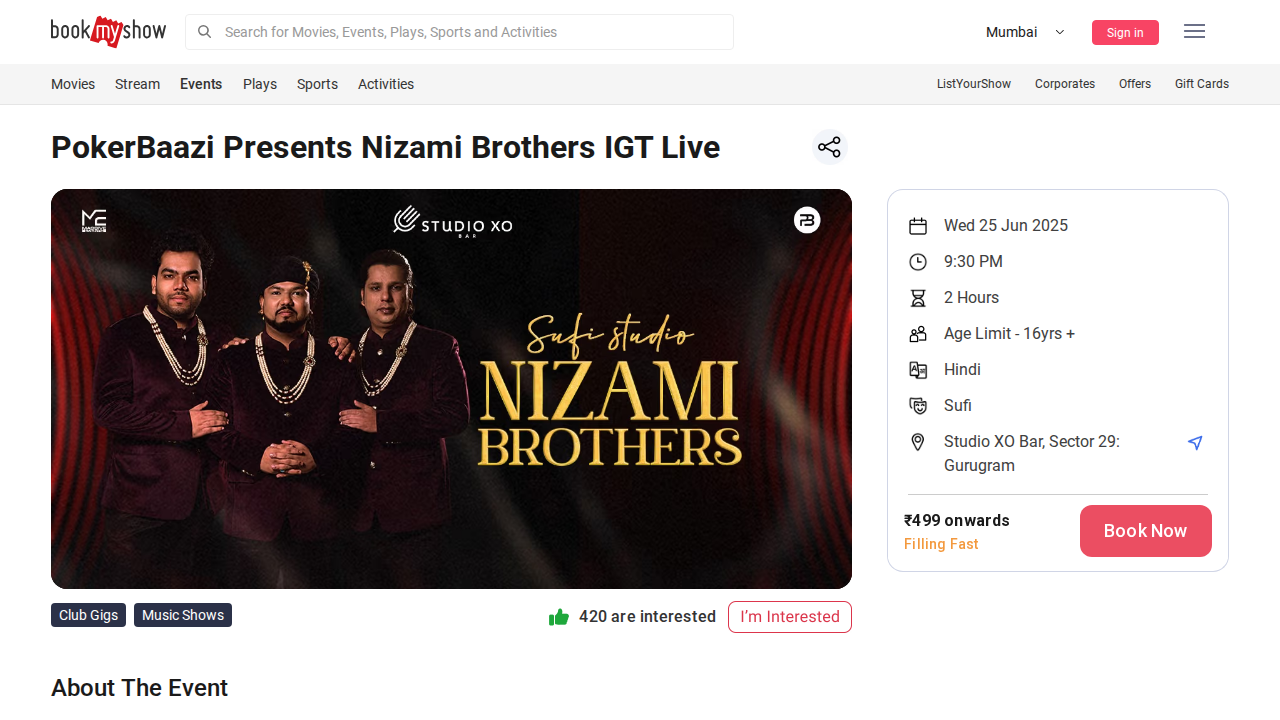 book my show
Search for Movies, Events, Plays, Sports and Activities
Mumbai
Sign in
Movies Stream Events Plays Sports Activities
ListYourShow Corporates Offers Gift Cards
PokerBaazi Presents Nizami Brothers IGT Live
STUDIO XO
BAR
Sufi studio
NIZAMI
BROTHERS
Wed 25 Jun 2025
9:30 PM
2 Hours
Age Limit - 16yrs +
Hindi
Sufi
Studio XO Bar, Sector 29:
Gurugram
₹499 onwards
Filling Fast
Book Now
Club Gigs Music Shows
420 are interested
I’m Interested
About The Event